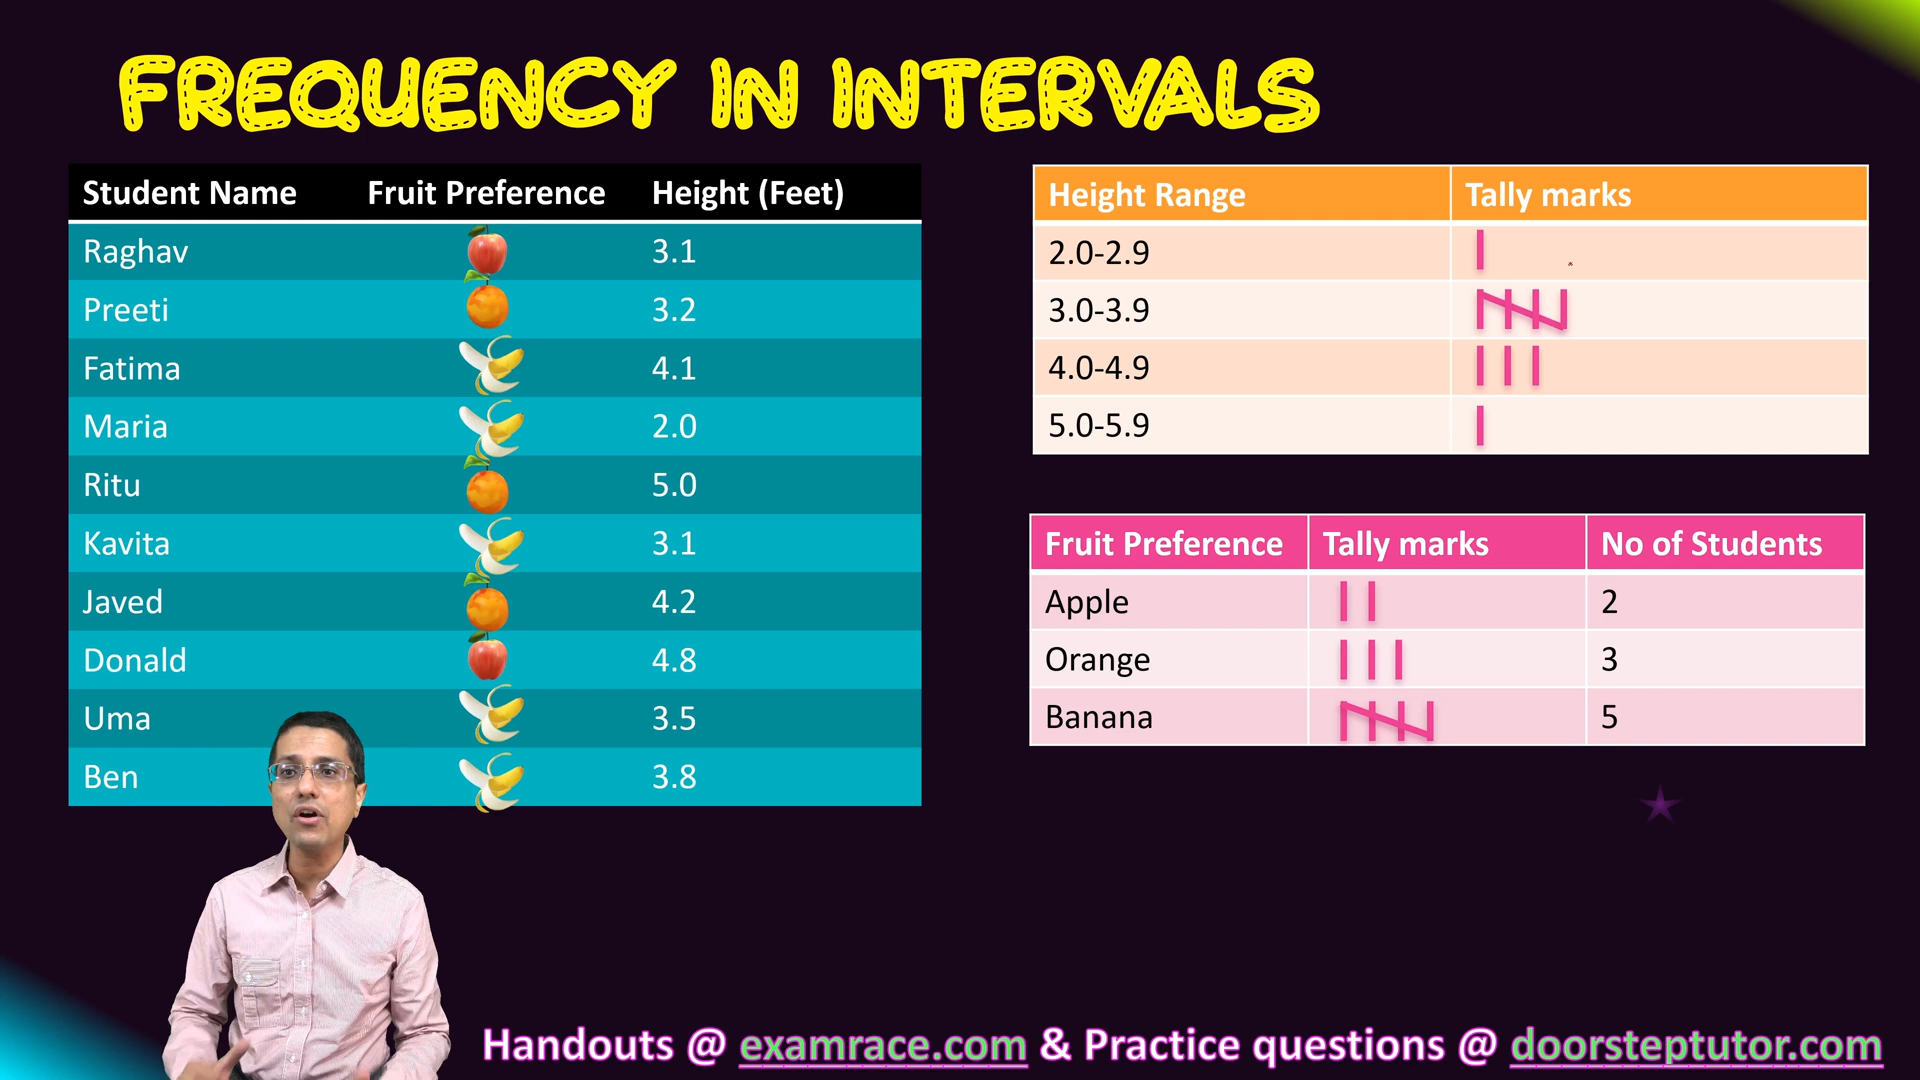 FREQUENCY IN INTERVALS
Student Name Fruit Preference Height (Feet)
Raghav 3.1
Preeti 3.2
Fatima 4.1
Maria 2.0
Ritu 5.0
Kavita 3.1
Javed 4.2
Donald 4.8
Uma 3.5
Ben 3.8
Height Range Tally marks
2.0-2.9
3.0-3.9
4.0-4.9
5.0-5.9
Fruit Preference Tally marks No of Students
Apple 2
Orange 3
Banana 5
Handouts @ examrace.com & Practice questions @ doorsteptutor.com